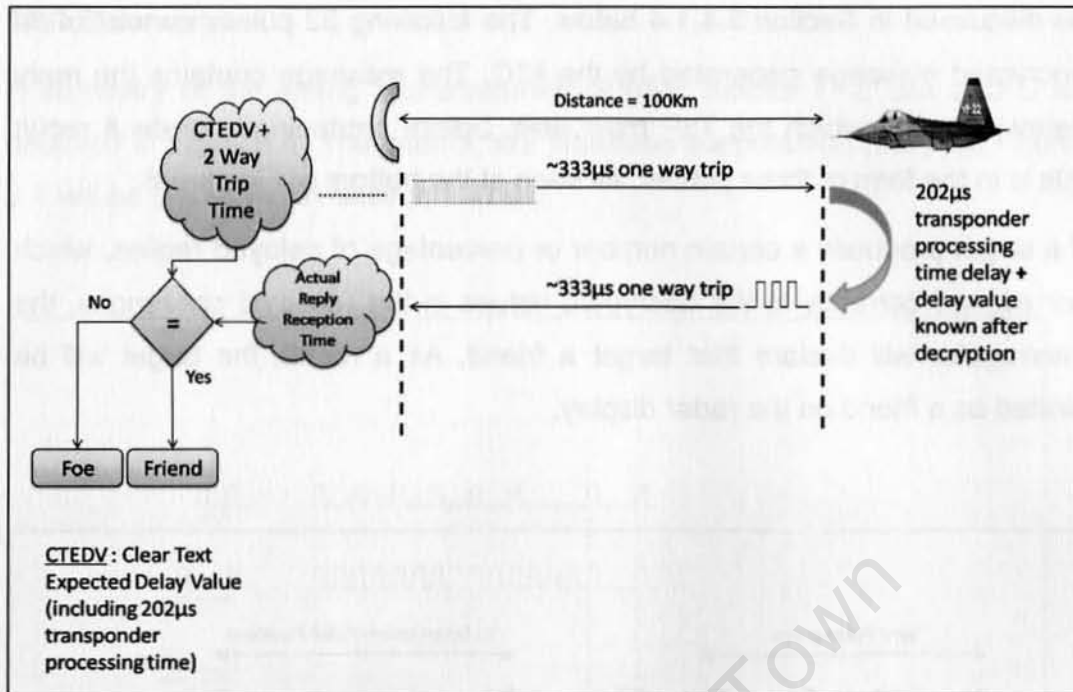 CTEDV +
2 Way
Trip
Time
Distance = 100Km
~333µs one way trip
202µs
transponder
processing
time delay +
delay value
known after
decryption
~333µs one way trip
Actual
Reply
Reception
Time
No
=
Yes
Foe
Friend
CTEDV : Clear Text
Expected Delay Value
(including 202µs
transponder
processing time)
Town